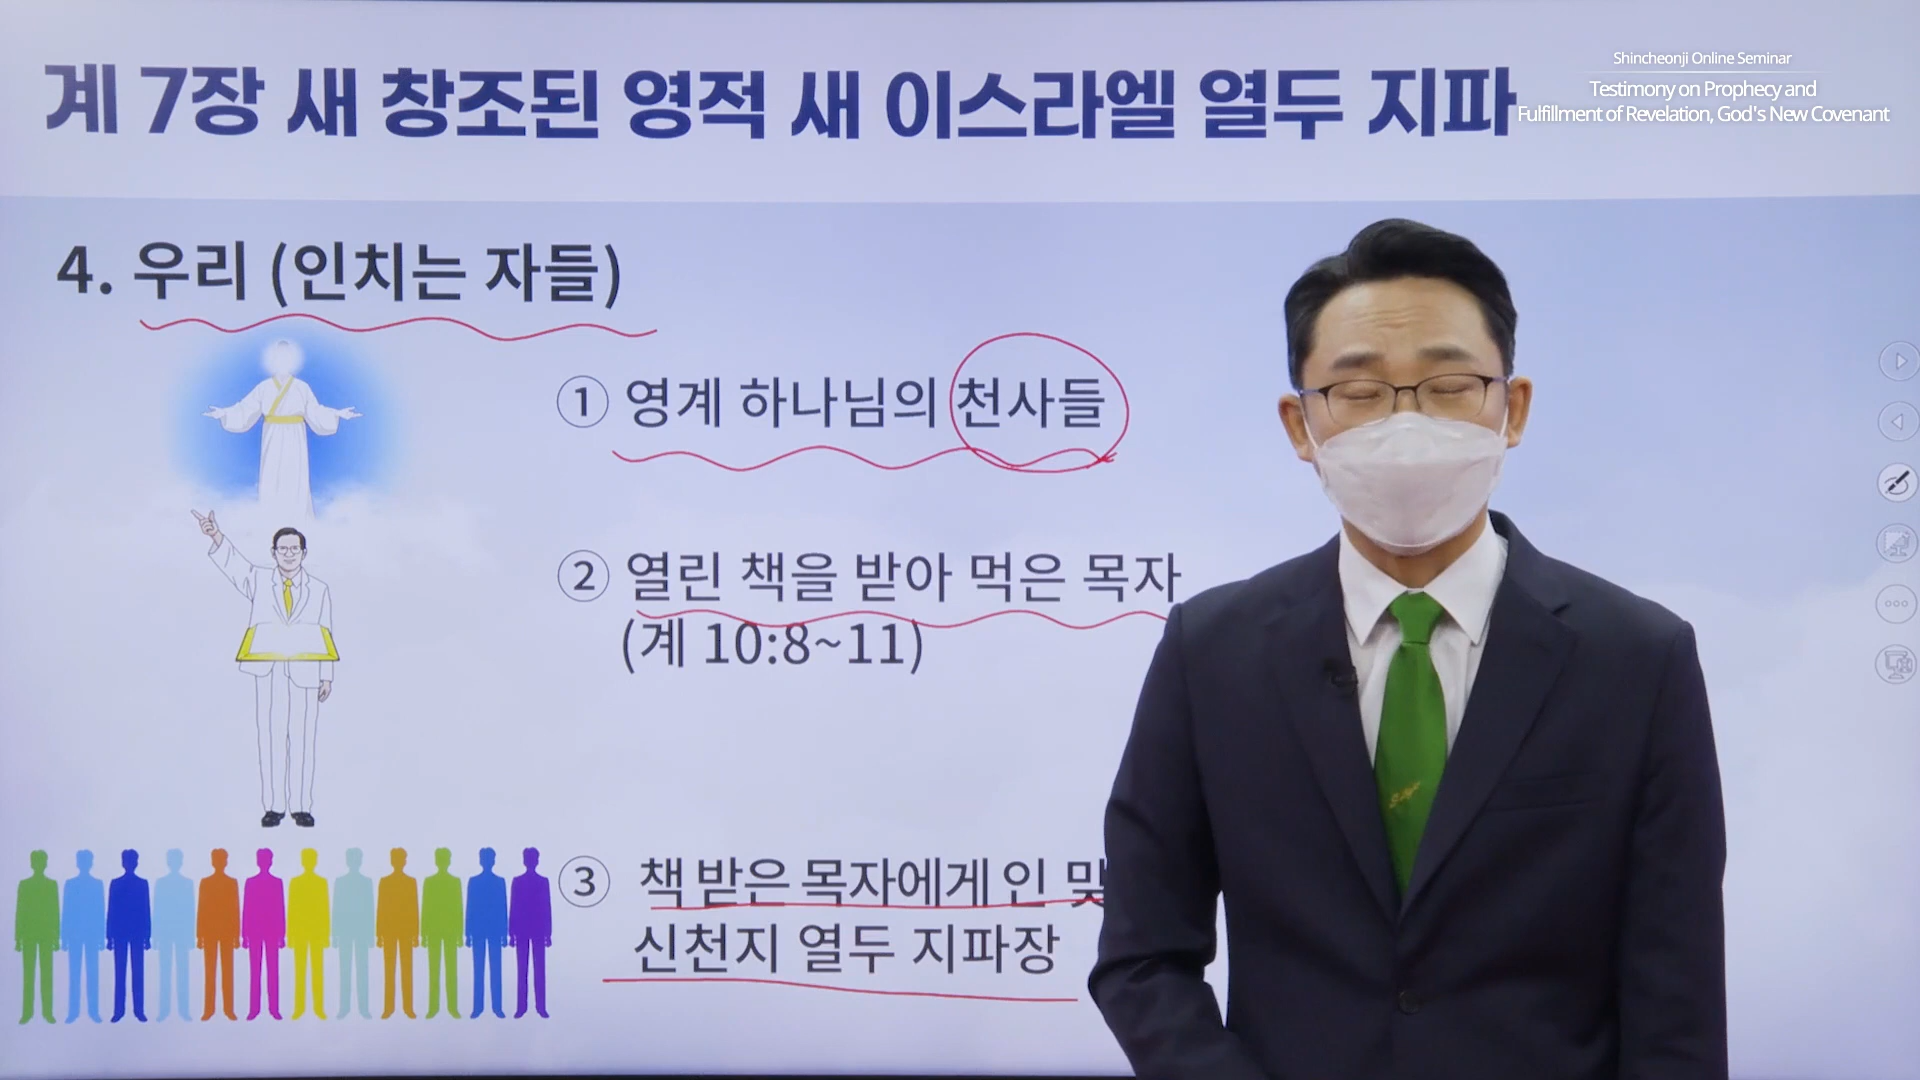 계 7장 새 창조된 영적 새 이스라엘 열두 지파
Shincheonji Online Seminar
Testimony on Prophecy and
Fulfillment of Revelation, God's New Covenant
4. 우리 (인치는 자들)
① 영계 하나님의 천사들
② 열린 책을 받아 먹은 목자
(계 10:8~11)
③ 책 받은 목자에게 인 맞
신천지 열두 지파장